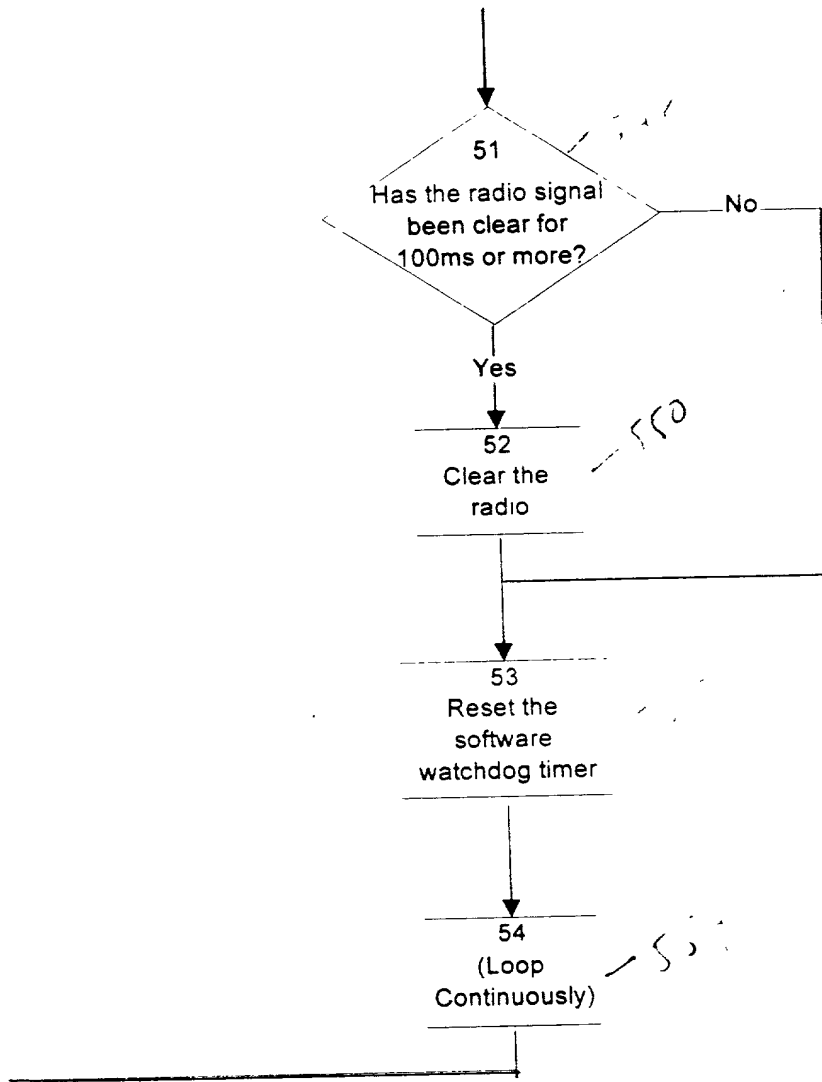 51
Has the radio signal
been clear for
100ms or more?
No
Yes
52
Clear the
radio
550
53
Reset the
software
watchdog timer
54
(Loop
Continuously)